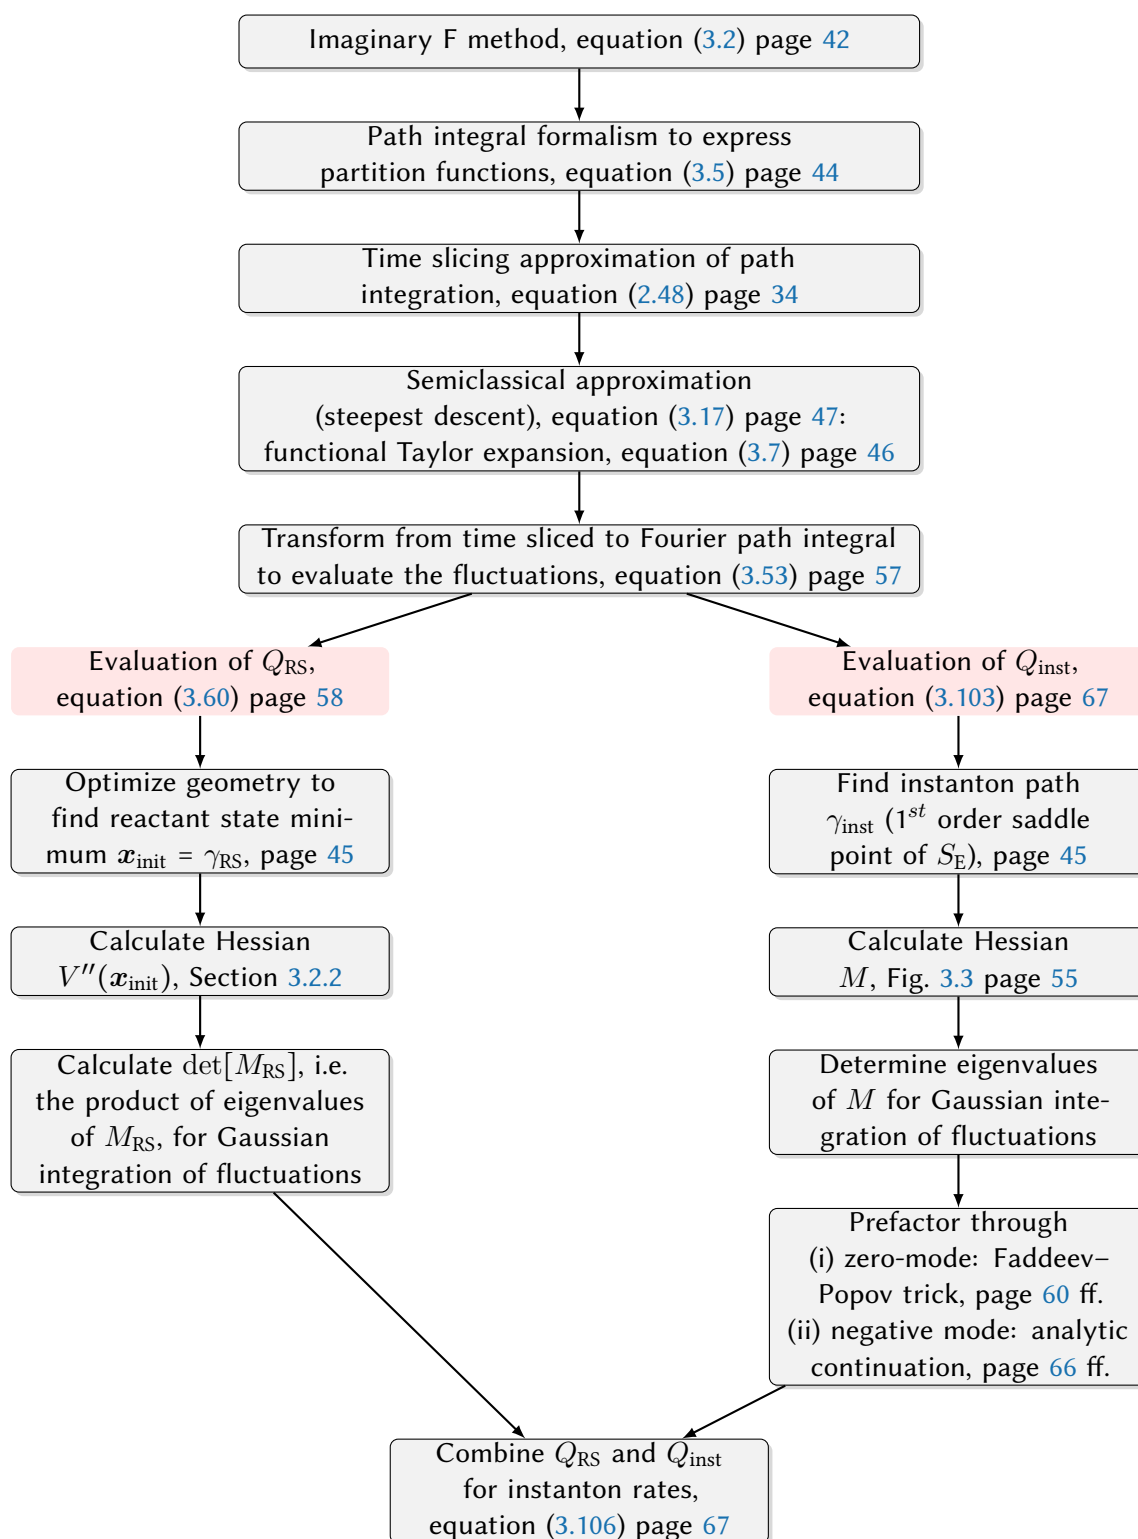 Imaginary F method, equation (3.2) page 42
Path integral formalism to express
partition functions, equation (3.5) page 44
Time slicing approximation of path
integration, equation (2.48) page 34
Semiclassical approximation
(steepest descent), equation (3.17) page 47:
functional Taylor expansion, equation (3.7) page 46
Transform from time sliced to Fourier path integral
to evaluate the fluctuations, equation (3.53) page 57
Evaluation of Q_RS,
equation (3.60) page 58
Optimize geometry to
find reactant state mini-
mum x_init = γ_RS, page 45
Calculate Hessian
V″(x_init), Section 3.2.2
Calculate det[M_RS], i.e.
the product of eigenvalues
of M_RS, for Gaussian
integration of fluctuations
Evaluation of Q_inst,
equation (3.103) page 67
Find instanton path
γ_inst (1^st order saddle
point of S_E), page 45
Calculate Hessian
M, Fig. 3.3 page 55
Determine eigenvalues
of M for Gaussian inte-
gration of fluctuations
Prefactor through
(i) zero-mode: Faddeev–
Popov trick, page 60 ff.
(ii) negative mode: analytic
continuation, page 66 ff.
Combine Q_RS and Q_inst
for instanton rates,
equation (3.106) page 67